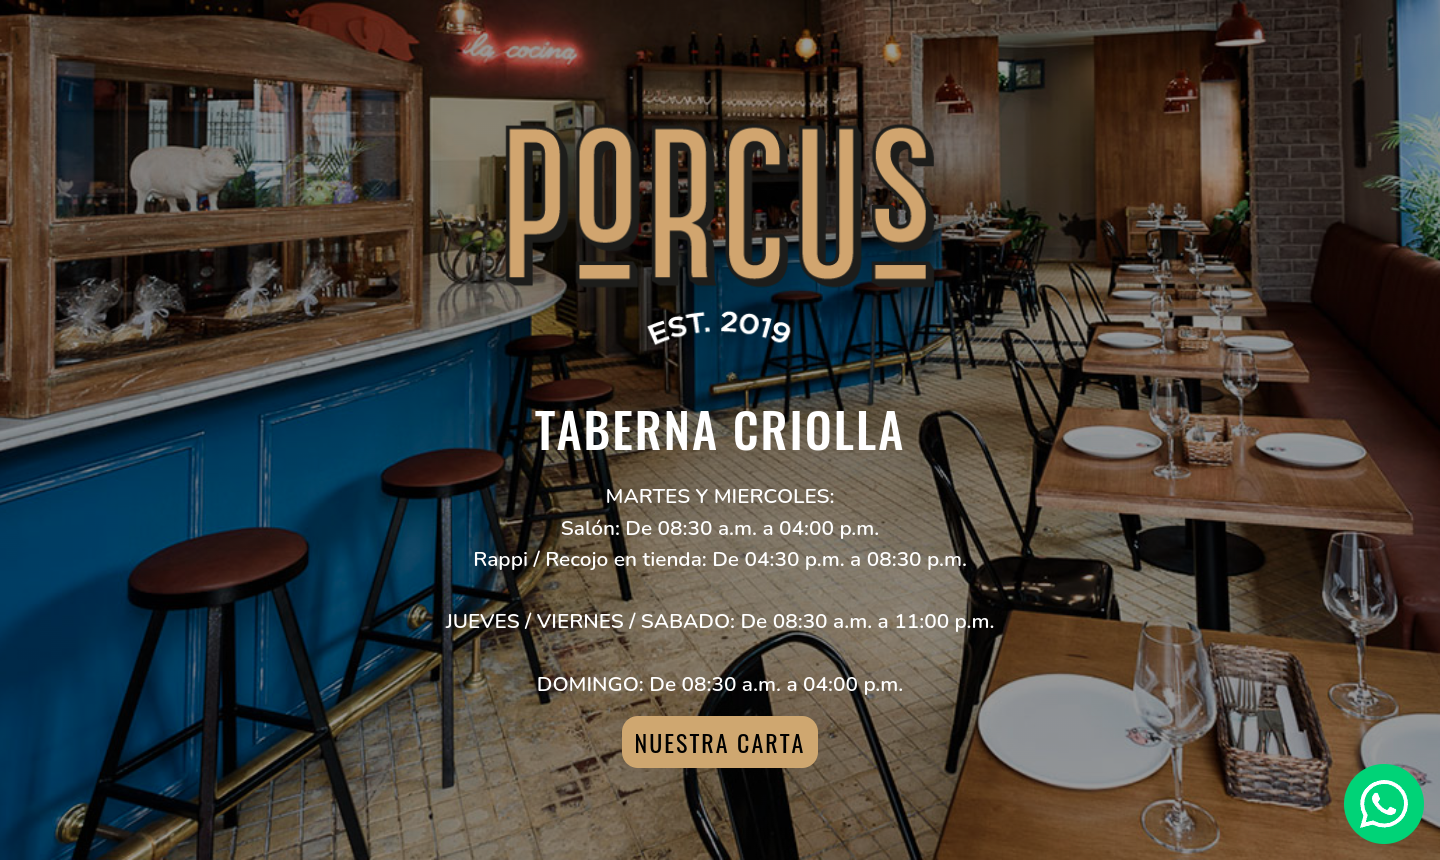 la cocina
PORCUS
EST. 2019
TABERNA CRIOLLA
MARTES Y MIERCOLES:
Salón: De 08:30 a.m. a 04:00 p.m.
Rappi / Recojo en tienda: De 04:30 p.m. a 08:30 p.m.
JUEVES / VIERNES / SABADO: De 08:30 a.m. a 11:00 p.m.
DOMINGO: De 08:30 a.m. a 04:00 p.m.
NUESTRA CARTA